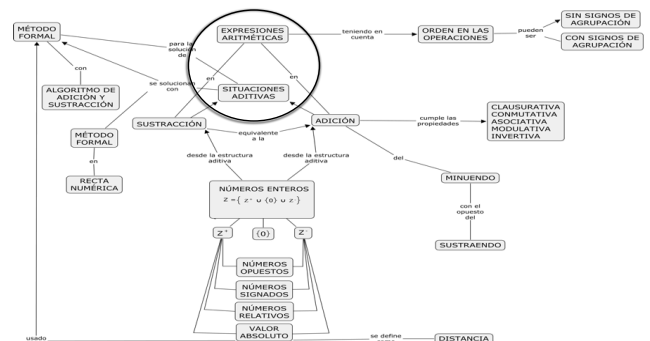 MÉTODO
FORMAL
EXPRESIONES
ARITMÉTICAS
teniendo en
cuenta
ORDEN EN LAS
OPERACIONES
pueden
ser
SIN SIGNOS DE
AGRUPACIÓN
CON SIGNOS DE
AGRUPACIÓN
para la
solución
de
con
se solucionan
con
en
en
ALGORITMO DE
ADICIÓN Y
SUSTRACCIÓN
SITUACIONES
ADITIVAS
SUSTRACCIÓN
equivalente
a la
ADICIÓN
cumple las
propiedades
CLAUSURATIVA
CONMUTATIVA
ASOCIATIVA
MODULATIVA
INVERTIVA
MÉTODO
FORMAL
en
RECTA
NUMÉRICA
desde la estructura
aditiva
desde la estructura
aditiva
del
MINUENDO
con el
opuesto
del
SUSTRAENDO
NÚMEROS ENTEROS
Z = { Z⁺ ∪ {0} ∪ Z⁻}
Z⁺
{0}
Z⁻
NÚMEROS
OPUESTOS
NÚMEROS
SIGNADOS
NÚMEROS
RELATIVOS
VALOR
ABSOLUTO
usado
se define
como
DISTANCIA